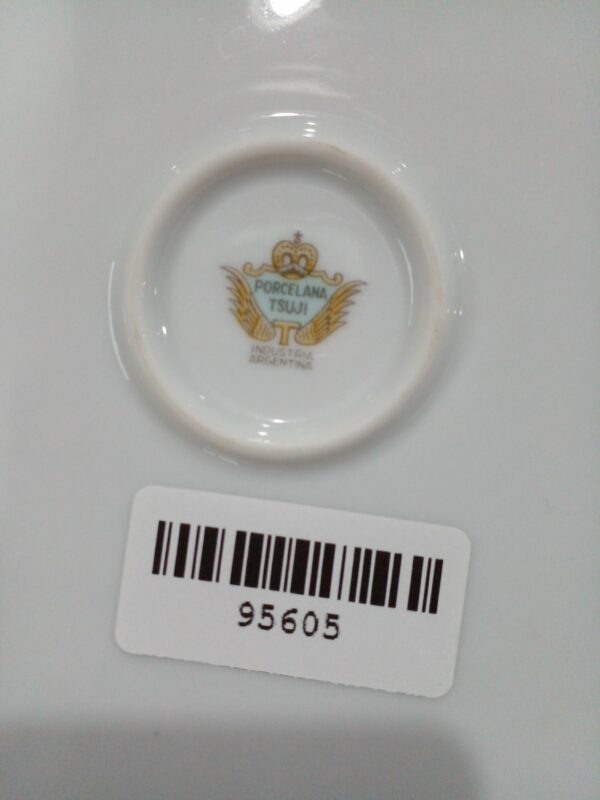 PORCELANA
TSUJI
T
INDUSTRIA
ARGENTINA
95605